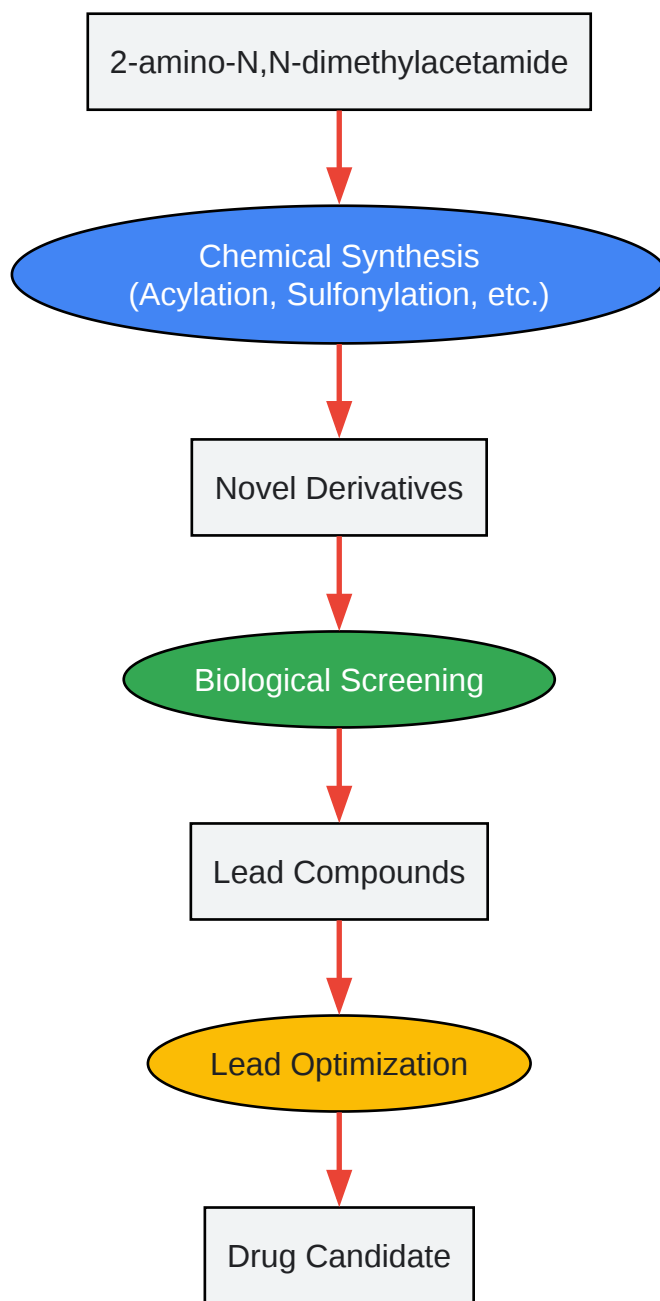 2-amino-N,N-dimethylacetamide
Chemical Synthesis
(Acylation, Sulfonylation, etc.)
Novel Derivatives
Biological Screening
Lead Compounds
Lead Optimization
Drug Candidate